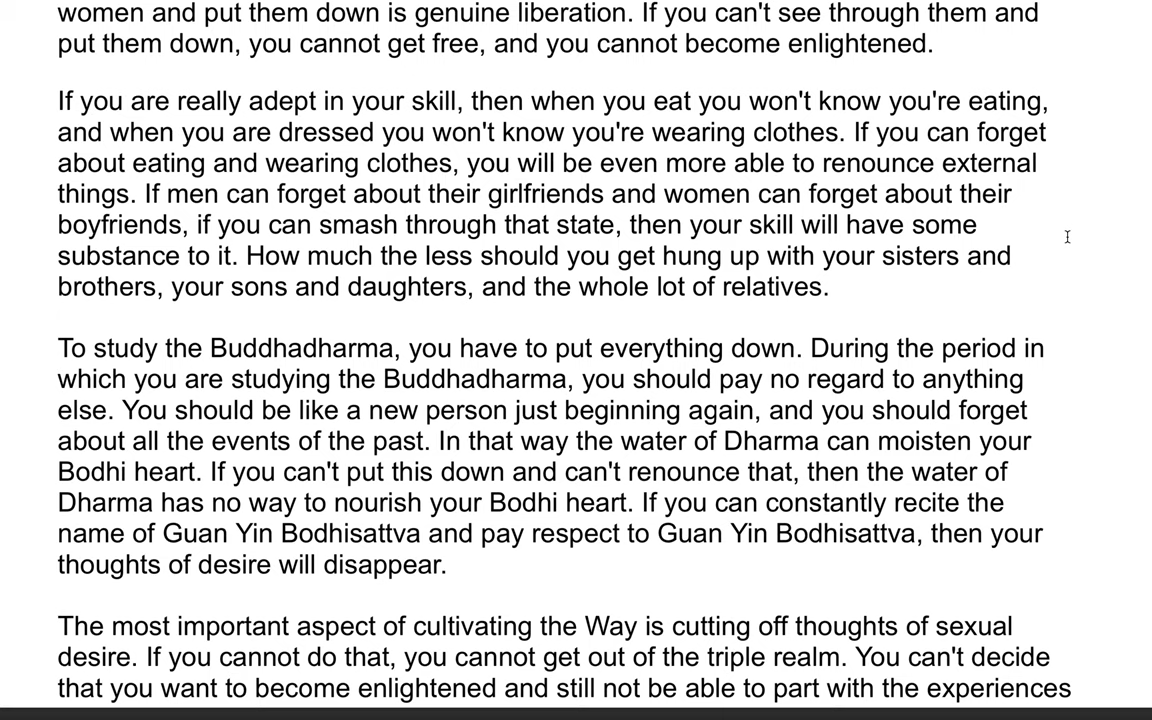 women and put them down is genuine liberation. If you can't see through them and
put them down, you cannot get free, and you cannot become enlightened.
If you are really adept in your skill, then when you eat you won't know you're eating,
and when you are dressed you won't know you're wearing clothes. If you can forget
about eating and wearing clothes, you will be even more able to renounce external
things. If men can forget about their girlfriends and women can forget about their
boyfriends, if you can smash through that state, then your skill will have some
substance to it. How much the less should you get hung up with your sisters and
brothers, your sons and daughters, and the whole lot of relatives.
To study the Buddhadharma, you have to put everything down. During the period in
which you are studying the Buddhadharma, you should pay no regard to anything
else. You should be like a new person just beginning again, and you should forget
about all the events of the past. In that way the water of Dharma can moisten your
Bodhi heart. If you can't put this down and can't renounce that, then the water of
Dharma has no way to nourish your Bodhi heart. If you can constantly recite the
name of Guan Yin Bodhisattva and pay respect to Guan Yin Bodhisattva, then your
thoughts of desire will disappear.
The most important aspect of cultivating the Way is cutting off thoughts of sexual
desire. If you cannot do that, you cannot get out of the triple realm. You can't decide
that you want to become enlightened and still not be able to part with the experiences